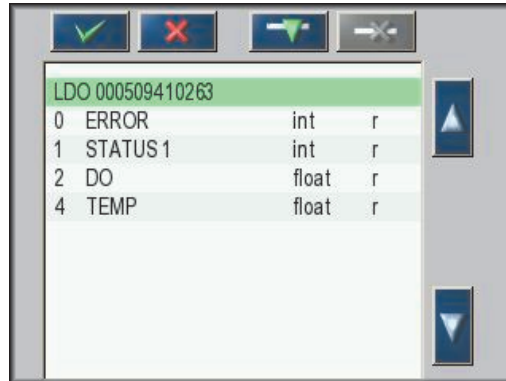 LDO 000509410263
0 ERROR int r
1 STATUS 1 int r
2 DO float r
4 TEMP float r